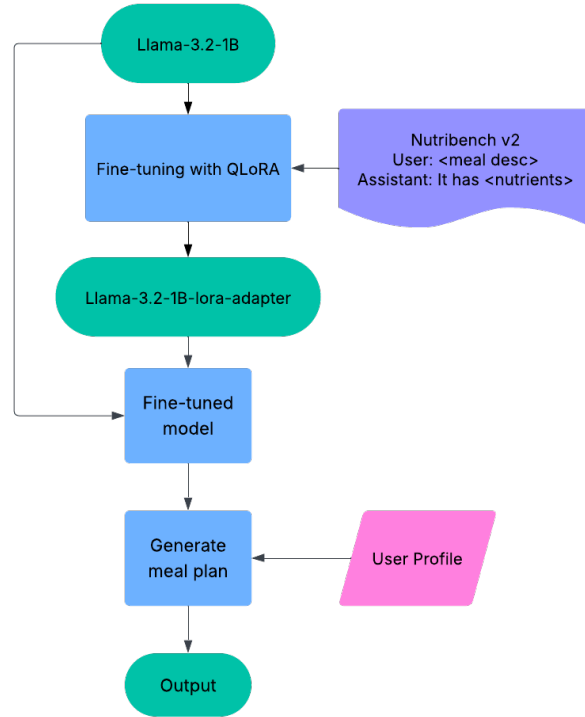 Llama-3.2-1B
Fine-tuning with QLoRA
Nutribench v2
User: <meal desc>
Assistant: It has <nutrients>
Llama-3.2-1B-lora-adapter
Fine-tuned
model
Generate
meal plan
User Profile
Output